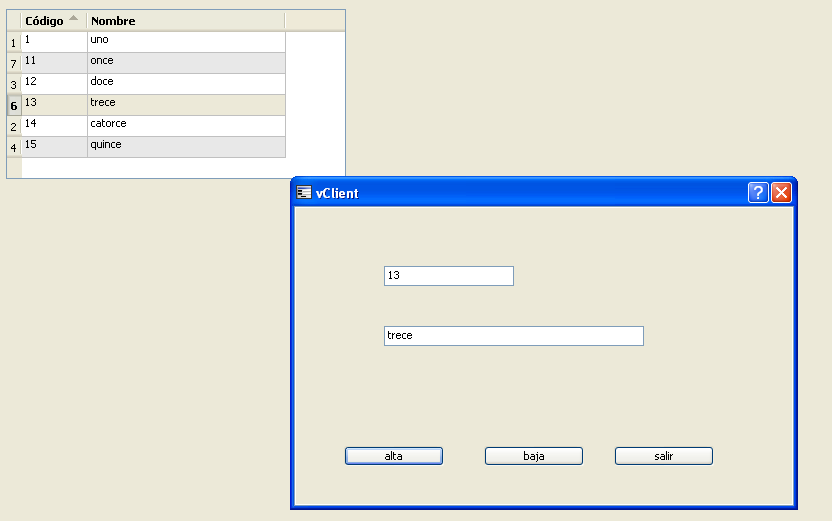 Código Nombre
1 1 uno
7 11 once
3 12 doce
6 13 trece
2 14 catorce
4 15 quince
vClient
13
trece
alta baja salir